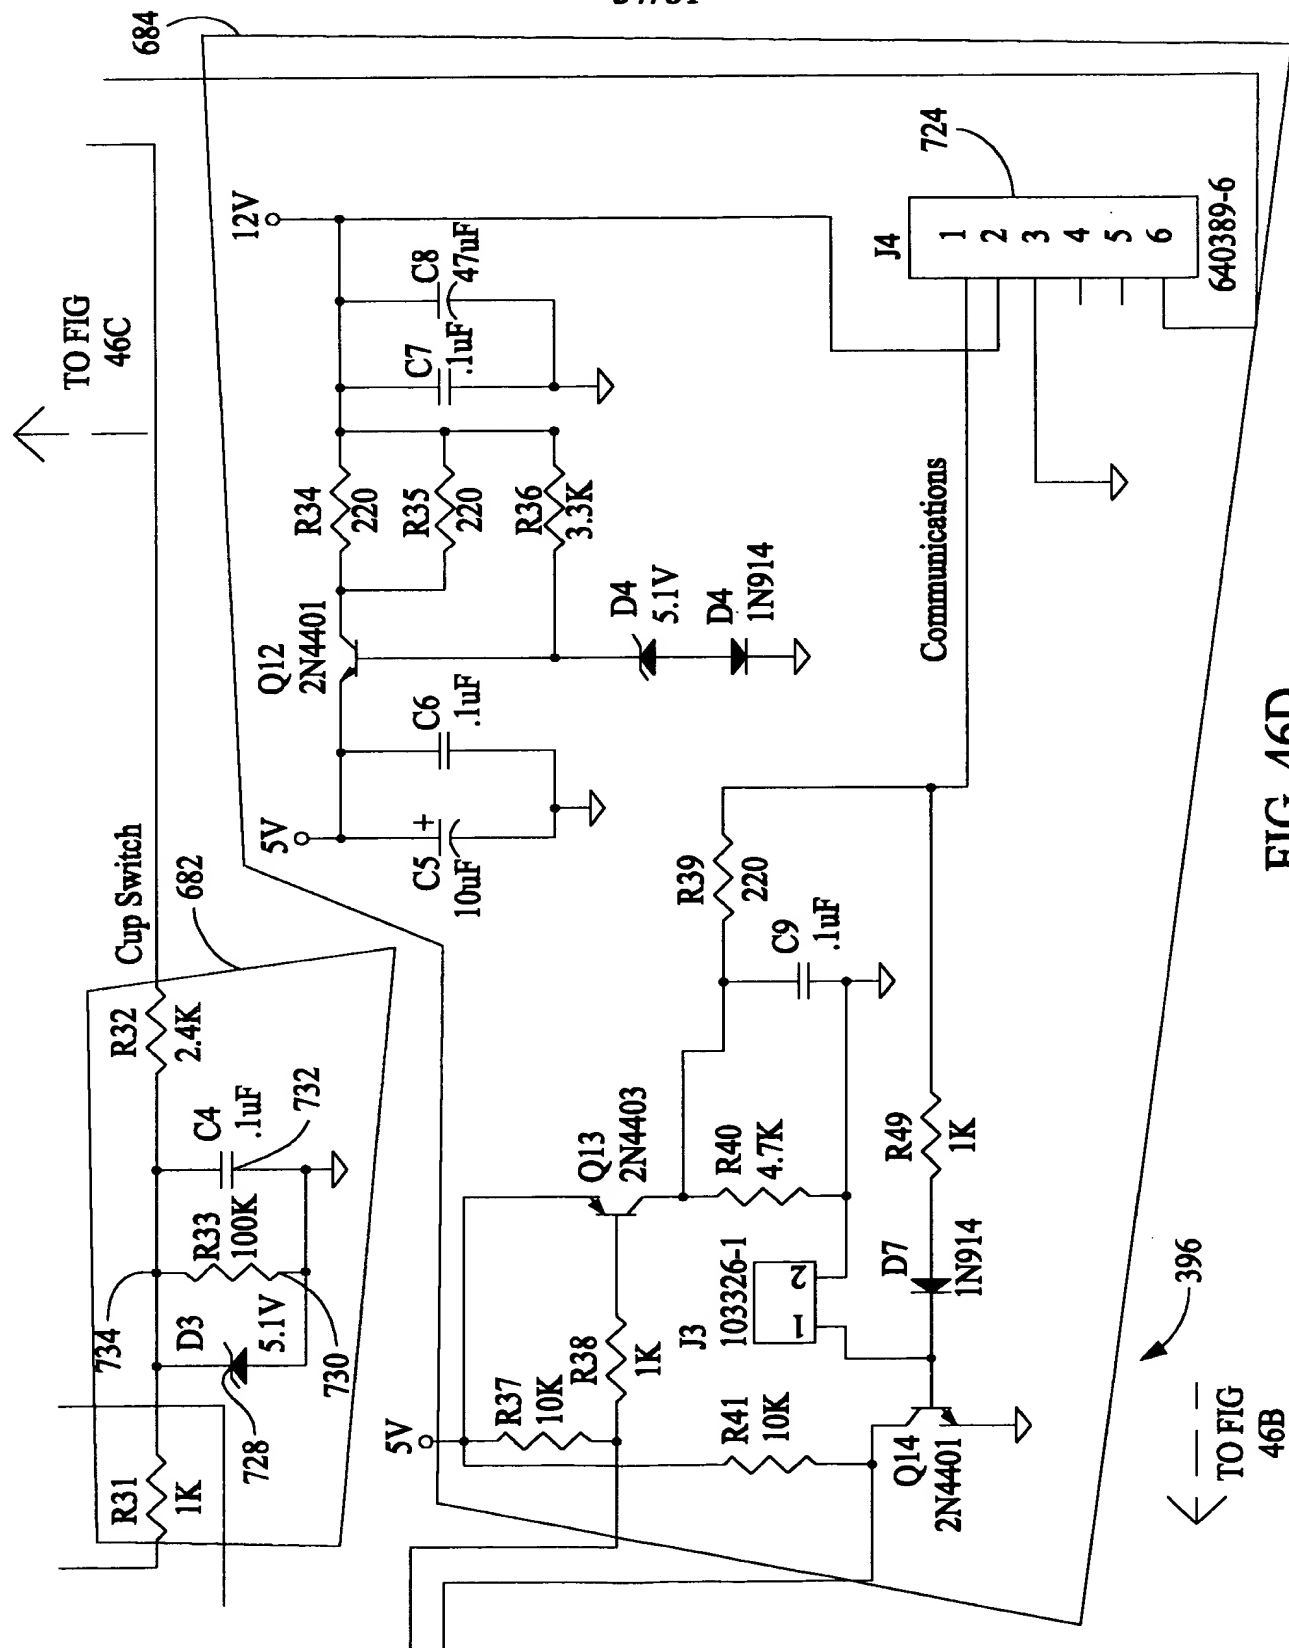 684
TO FIG
46C
Cup Switch
682
R32
2.4K
C4
.1uF
732
R33
100K
734
D3
5.1V
730
728
R31
1K
12V
C8
47uF
C7
.1uF
R34
220
R35
220
R36
3.3K
Q12
2N4401
D4
5.1V
D4
1N914
5V
C6
.1uF
C5
+
10uF
724
J4
1
2
3
4
5
6
640389-6
Communications
R39
220
C9
.1uF
Q13
2N4403
R40
4.7K
R49
1K
D7
1N914
J3
103326-1
1
2
R38
1K
5V
R37
10K
R41
10K
Q14
2N4401
396
TO FIG
46B